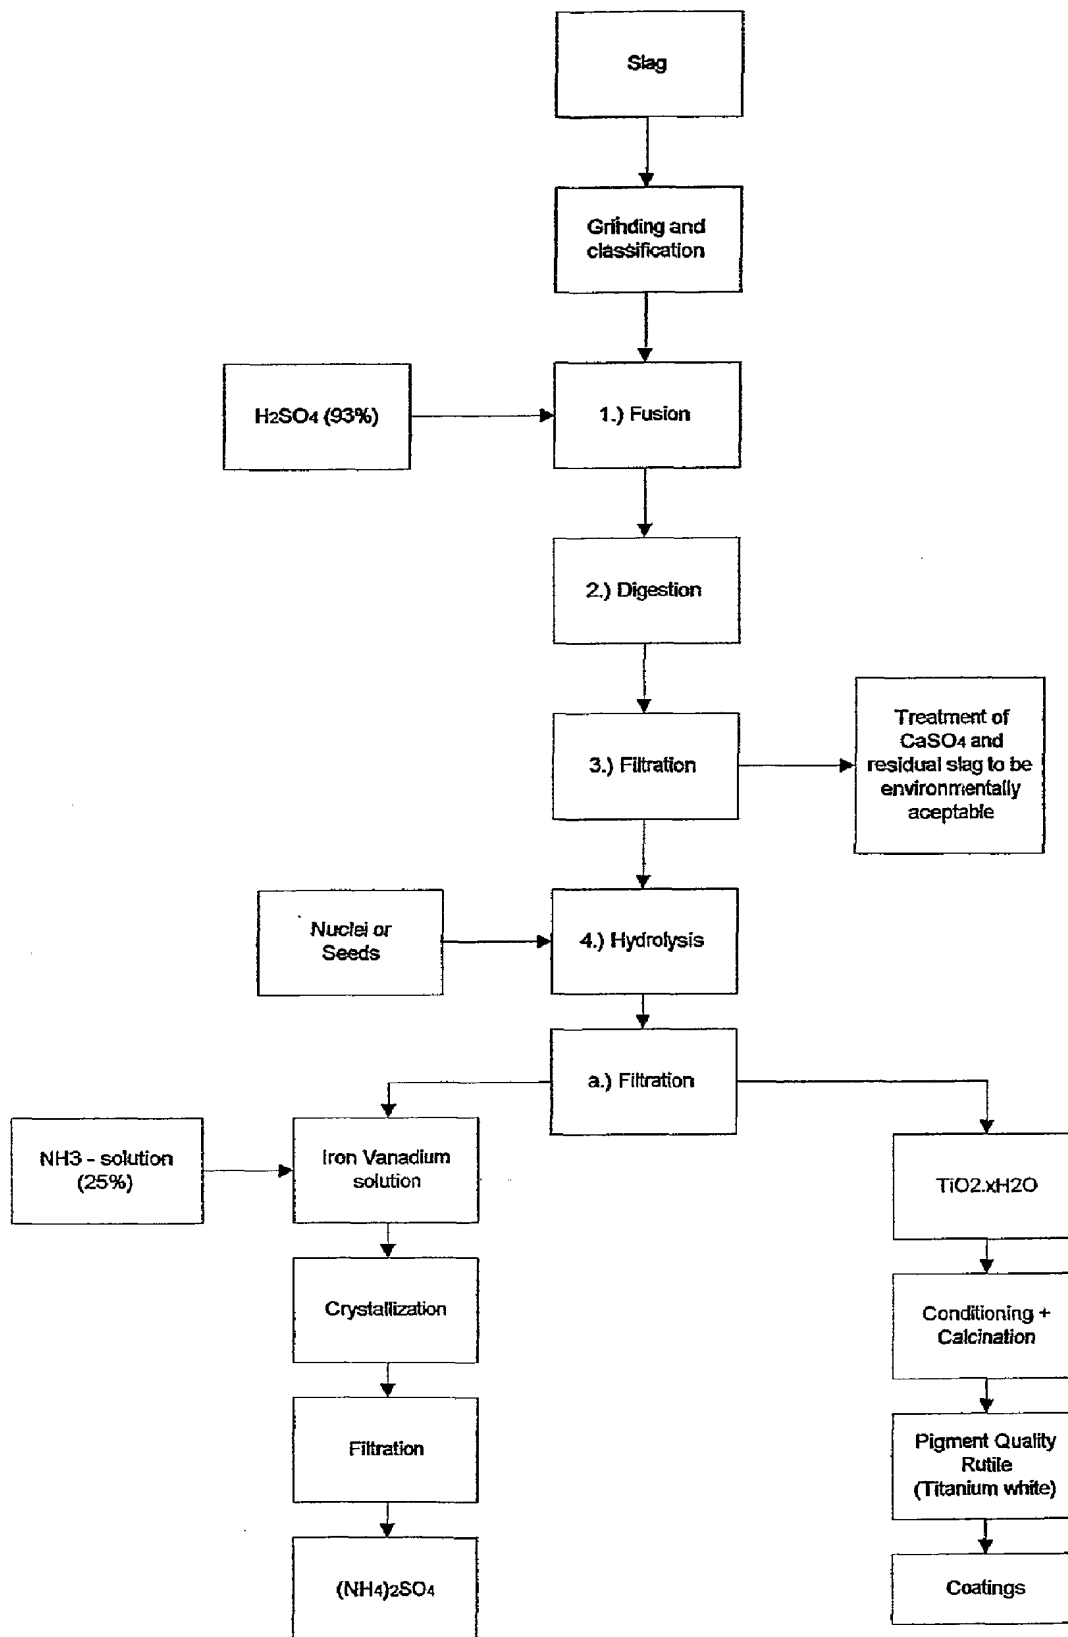 Slag
Grinding and
classification
H2SO4 (93%)
1.) Fusion
2.) Digestion
3.) Filtration
Treatment of
CaSO4 and
residual slag to be
environmentally
aceptable
Nuclei or
Seeds
4.) Hydrolysis
a.) Filtration
NH3 - solution
(25%)
Iron Vanadium
solution
TiO2.xH2O
Crystallization
Conditioning +
Calcination
Filtration
Pigment Quality
Rutile
(Titanium white)
(NH4)2SO4
Coatings